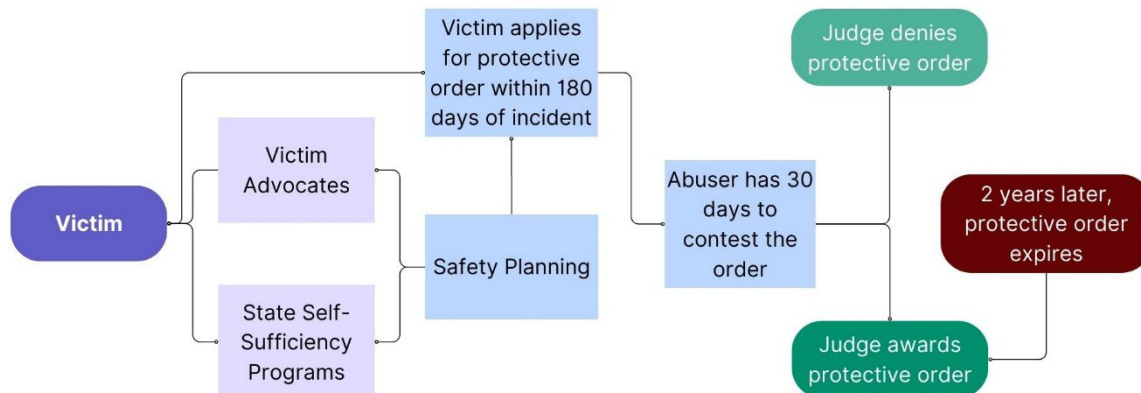 Victim
Victim
Advocates
State Self-
Sufficiency
Programs
Victim applies
for protective
order within 180
days of incident
Safety Planning
Abuser has 30
days to
contest the
order
Judge denies
protective order
Judge awards
protective order
2 years later,
protective order
expires